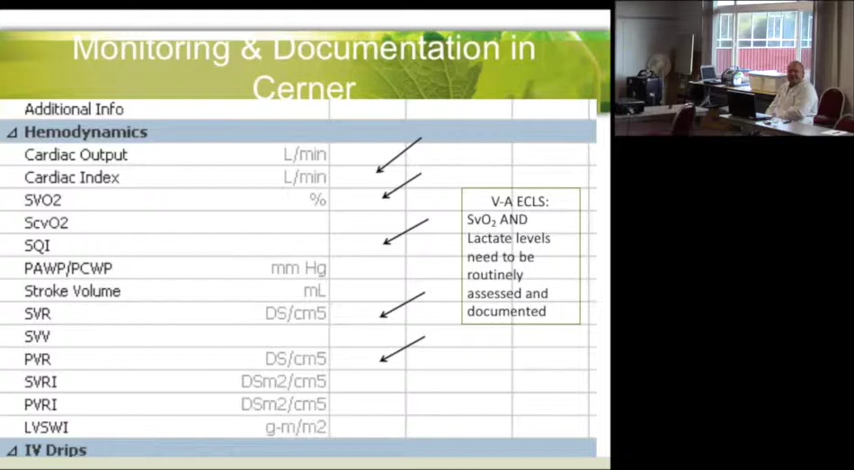 Monitoring & Documentation in
Cerner
Additional Info
Hemodynamics
Cardiac Output L/min
Cardiac Index L/min
SVO2 %
ScvO2
SQI
PAWP/PCWP mm Hg
Stroke Volume mL
SVR DS/cm5
SVV
PVR DS/cm5
SVRI DSm2/cm5
PVRI DSm2/cm5
LVSWI g-m/m2
IV Drips
V-A ECLS:
SvO₂ AND
Lactate levels
need to be
routinely
assessed and
documented